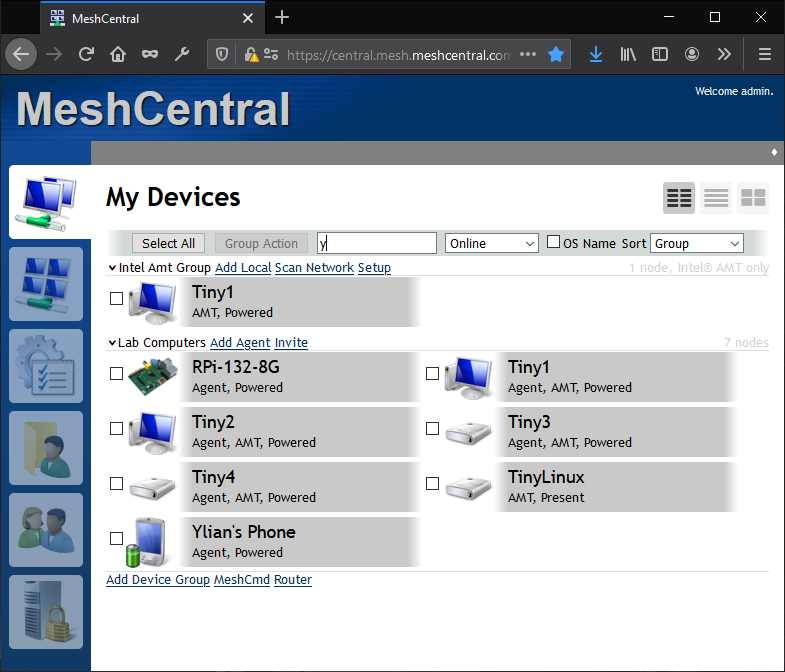 MeshCentral
https://central.mesh.meshcentral.con
MeshCentral
Welcome admin.
My Devices
Select All Group Action y Online OS Name Sort Group
Intel Amt Group Add Local Scan Network Setup 1 node, Intel® AMT only
Tiny1
AMT, Powered
Lab Computers Add Agent Invite 7 nodes
RPi-132-8G
Agent, Powered
Tiny1
Agent, AMT, Powered
Tiny2
Agent, AMT, Powered
Tiny3
Agent, AMT, Powered
Tiny4
Agent, AMT, Powered
TinyLinux
AMT, Present
Ylian's Phone
Agent, Powered
Add Device Group MeshCmd Router